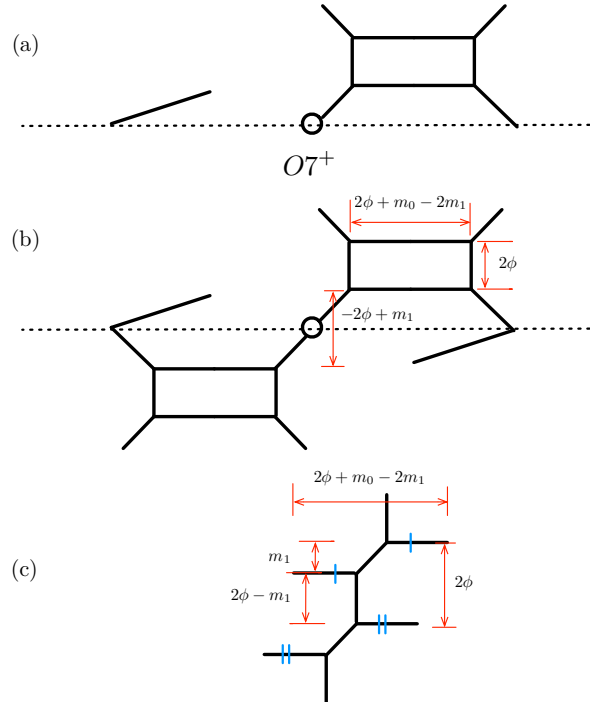 (a)
O7⁺
(b)
2ϕ + m₀ − 2m₁
2ϕ
−2ϕ + m₁
(c)
2ϕ + m₀ − 2m₁
m₁
2ϕ − m₁
2ϕ